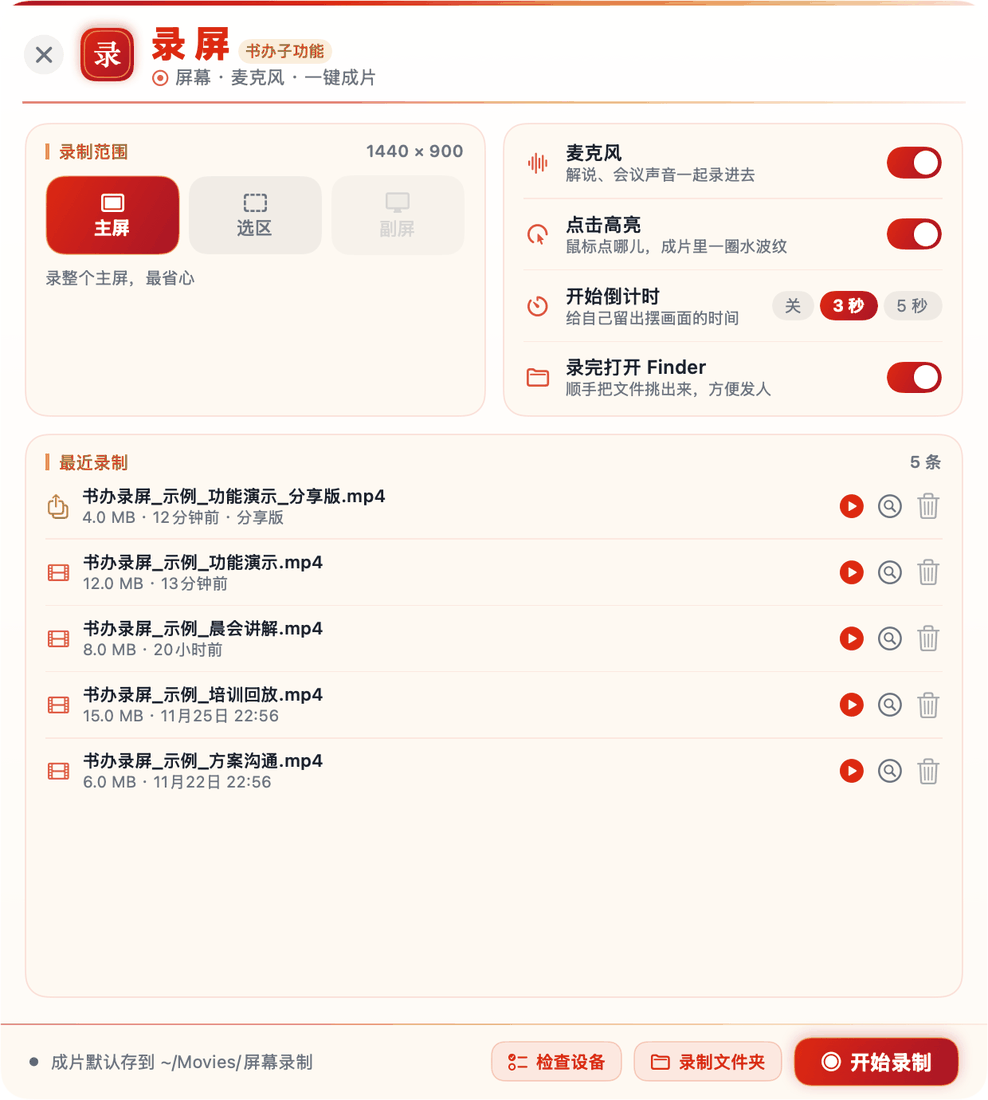 录
录屏
书办子功能
屏幕 · 麦克风 · 一键成片
录制范围
1440 × 900
主屏
选区
副屏
录整个主屏，最省心
麦克风
解说、会议声音一起录进去
点击高亮
鼠标点哪儿，成片里一圈水波纹
开始倒计时
给自己留出摆画面的时间
关
3 秒
5 秒
录完打开 Finder
顺手把文件挑出来，方便发人
最近录制
5 条
书办录屏_示例_功能演示_分享版.mp4
4.0 MB · 12分钟前 · 分享版
书办录屏_示例_功能演示.mp4
12.0 MB · 13分钟前
书办录屏_示例_晨会讲解.mp4
8.0 MB · 20小时前
书办录屏_示例_培训回放.mp4
15.0 MB · 11月25日 22:56
书办录屏_示例_方案沟通.mp4
6.0 MB · 11月22日 22:56
成片默认存到 ~/Movies/屏幕录制
检查设备
录制文件夹
开始录制